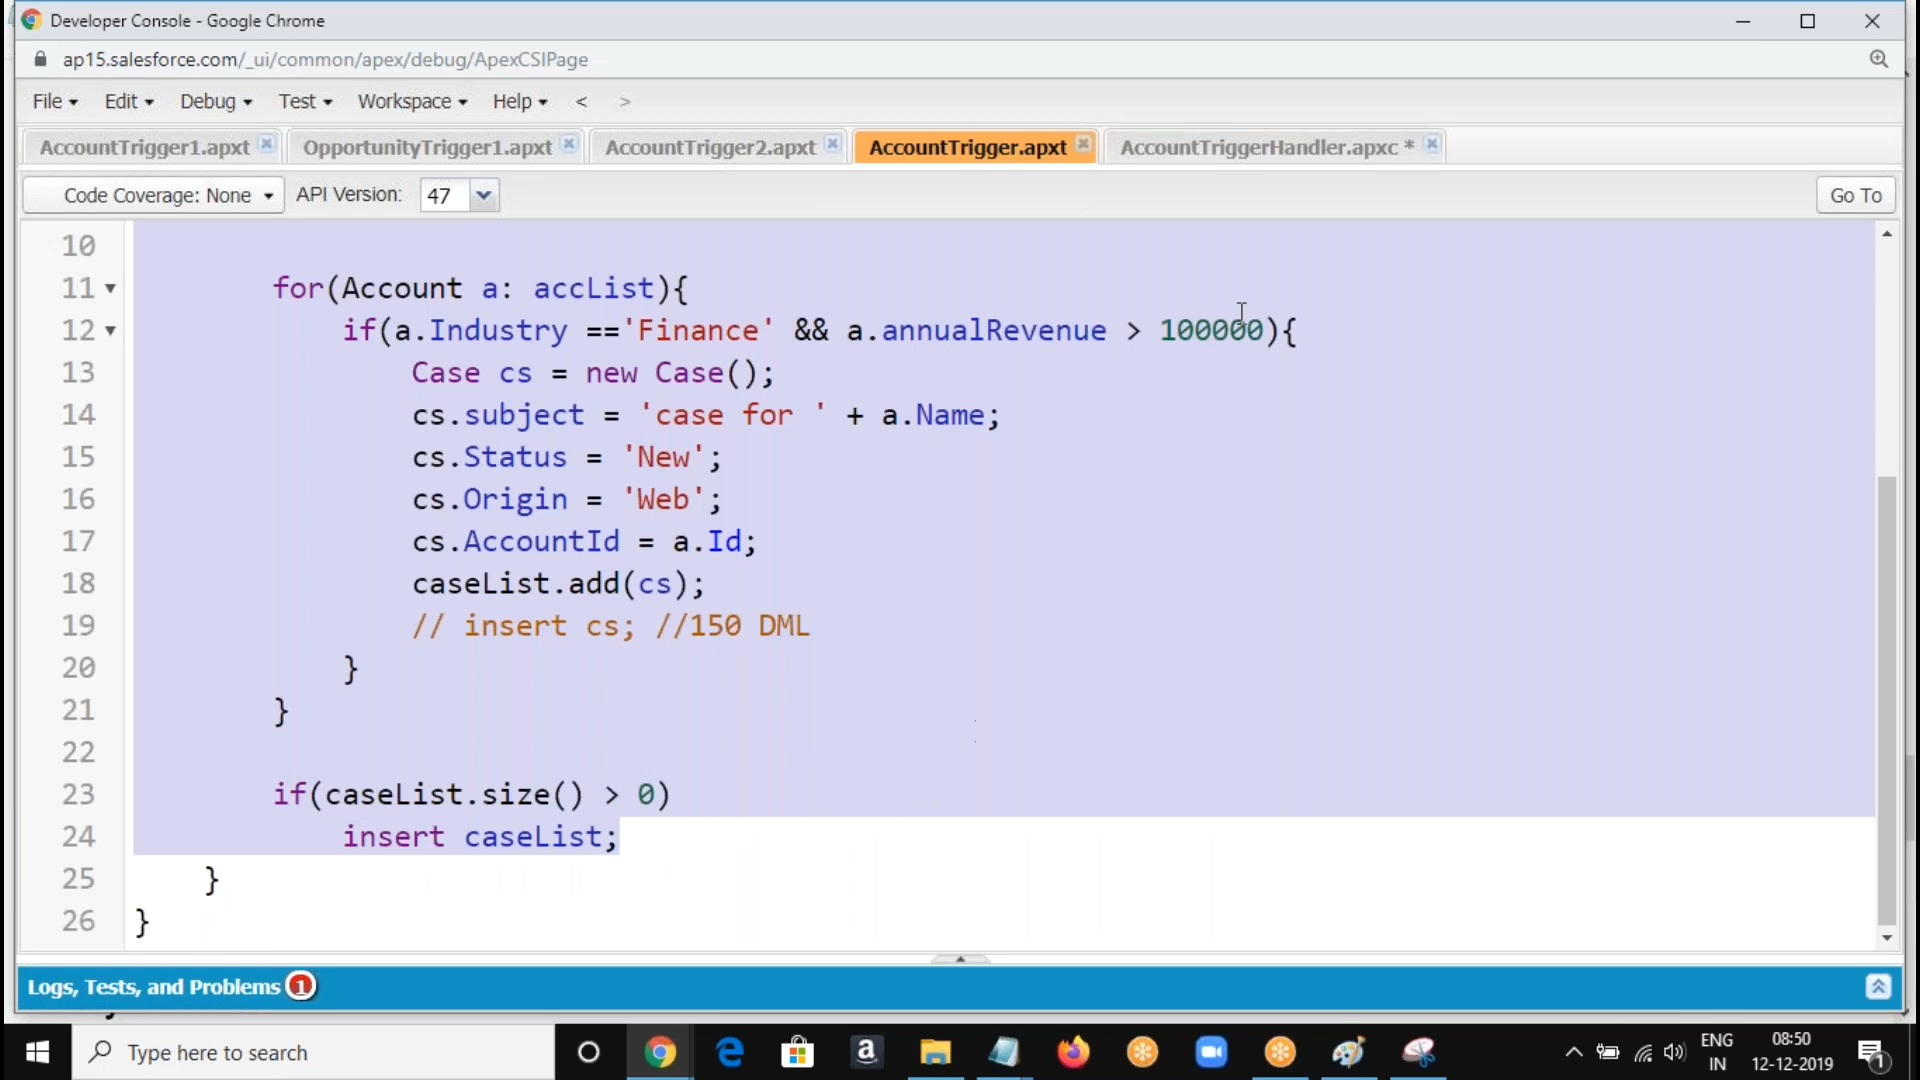 Developer Console - Google Chrome
ap15.salesforce.com/_ui/common/apex/debug/ApexCSIPage
File Edit Debug Test Workspace Help < >
AccountTrigger1.apxt OpportunityTrigger1.apxt AccountTrigger2.apxt AccountTrigger.apxt AccountTriggerHandler.apxc *
Code Coverage: None API Version: 47 Go To
10
11 for(Account a: accList){
12 if(a.Industry =='Finance' && a.annualRevenue > 100000){
13 Case cs = new Case();
14 cs.subject = 'case for ' + a.Name;
15 cs.Status = 'New';
16 cs.Origin = 'Web';
17 cs.AccountId = a.Id;
18 caseList.add(cs);
19 // insert cs; //150 DML
20 }
21 }
22
23 if(caseList.size() > 0)
24 insert caseList;
25 }
26 }
Logs, Tests, and Problems 1
Type here to search
ENG 08:50
IN 12-12-2019 1